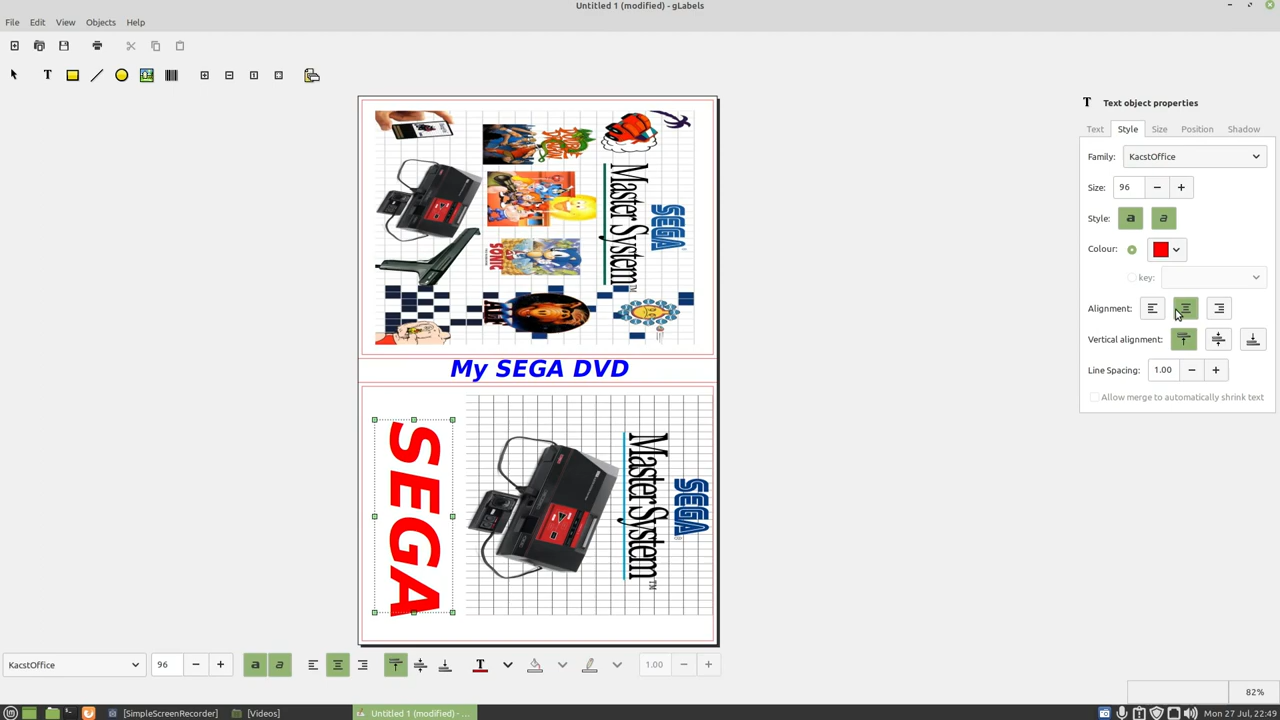 Untitled 1 (modified) - gLabels
File Edit View Objects Help
Text object properties
Text Style Size Position Shadow
Family: KacstOffice
Size: 96
Style: a a
Colour:
key:
Alignment:
Vertical alignment:
Line Spacing: 1.00
Allow merge to automatically shrink text
SEGA
Master System™
SONIC
My SEGA DVD
SEGA
SEGA
Master System™
KacstOffice 96 a a 1.00
82%
[SimpleScreenRecorder] [Videos] Untitled 1 (modified) - ... Mon 27 Jul, 22:49